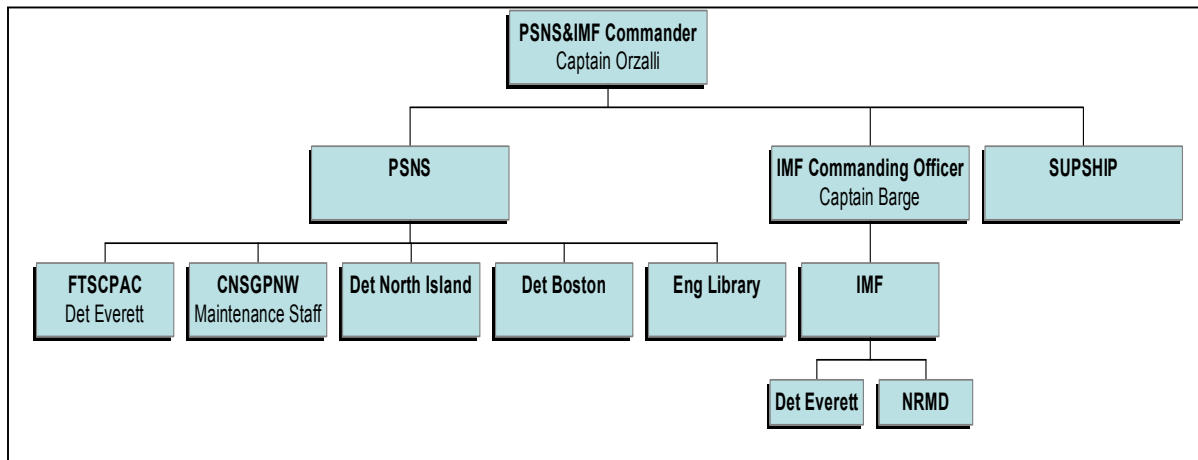 PSNS&IMF Commander
Captain Orzalli
PSNS
IMF Commanding Officer
Captain Barge
SUPSHIP
FTSCPAC
Det Everett
CNSGPNW
Maintenance Staff
Det North Island
Det Boston
Eng Library
IMF
Det Everett
NRMD